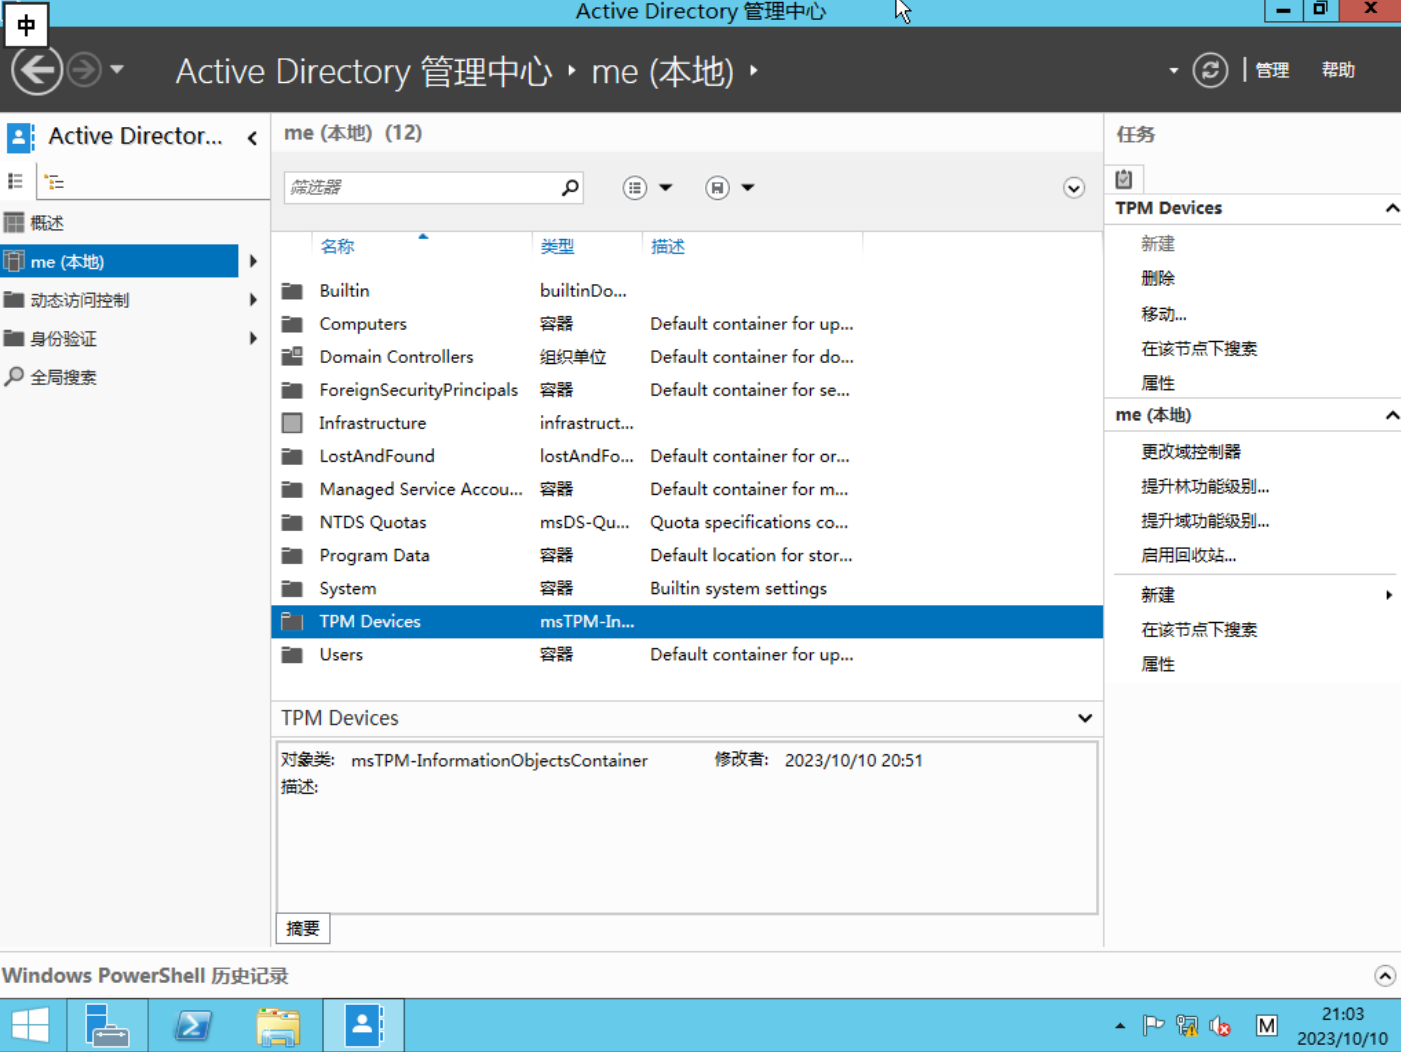 Active Directory 管理中心
中
Active Directory 管理中心 me (本地)
管理
帮助
Active Director...
概述
me (本地)
动态访问控制
身份验证
全局搜索
me (本地) (12)
筛选器
名称 类型 描述
Builtin builtinDo...
Computers 容器 Default container for up...
Domain Controllers 组织单位 Default container for do...
ForeignSecurityPrincipals 容器 Default container for se...
Infrastructure infrastruct...
LostAndFound lostAndFo... Default container for or...
Managed Service Accou... 容器 Default container for m...
NTDS Quotas msDS-Qu... Quota specifications co...
Program Data 容器 Default location for stor...
System 容器 Builtin system settings
TPM Devices msTPM-In...
Users 容器 Default container for up...
TPM Devices
对象类: msTPM-InformationObjectsContainer 修改者: 2023/10/10 20:51
描述:
摘要
任务
TPM Devices
新建
删除
移动...
在该节点下搜索
属性
me (本地)
更改域控制器
提升林功能级别...
提升域功能级别...
启用回收站...
新建
在该节点下搜索
属性
Windows PowerShell 历史记录
M
21:03
2023/10/10